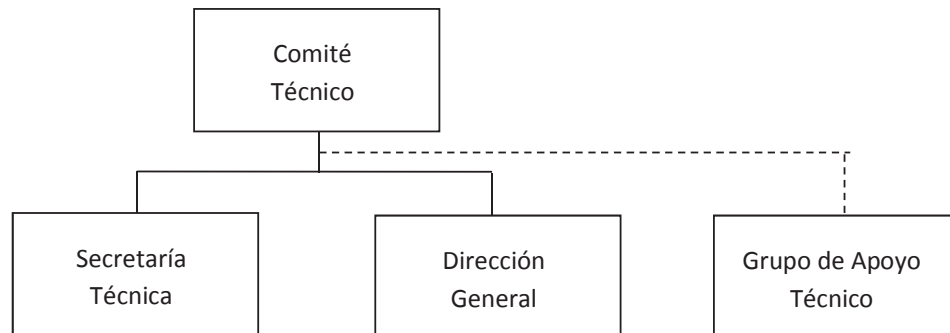 Comité
Técnico
Secretaría
Técnica
Dirección
General
Grupo de Apoyo
Técnico